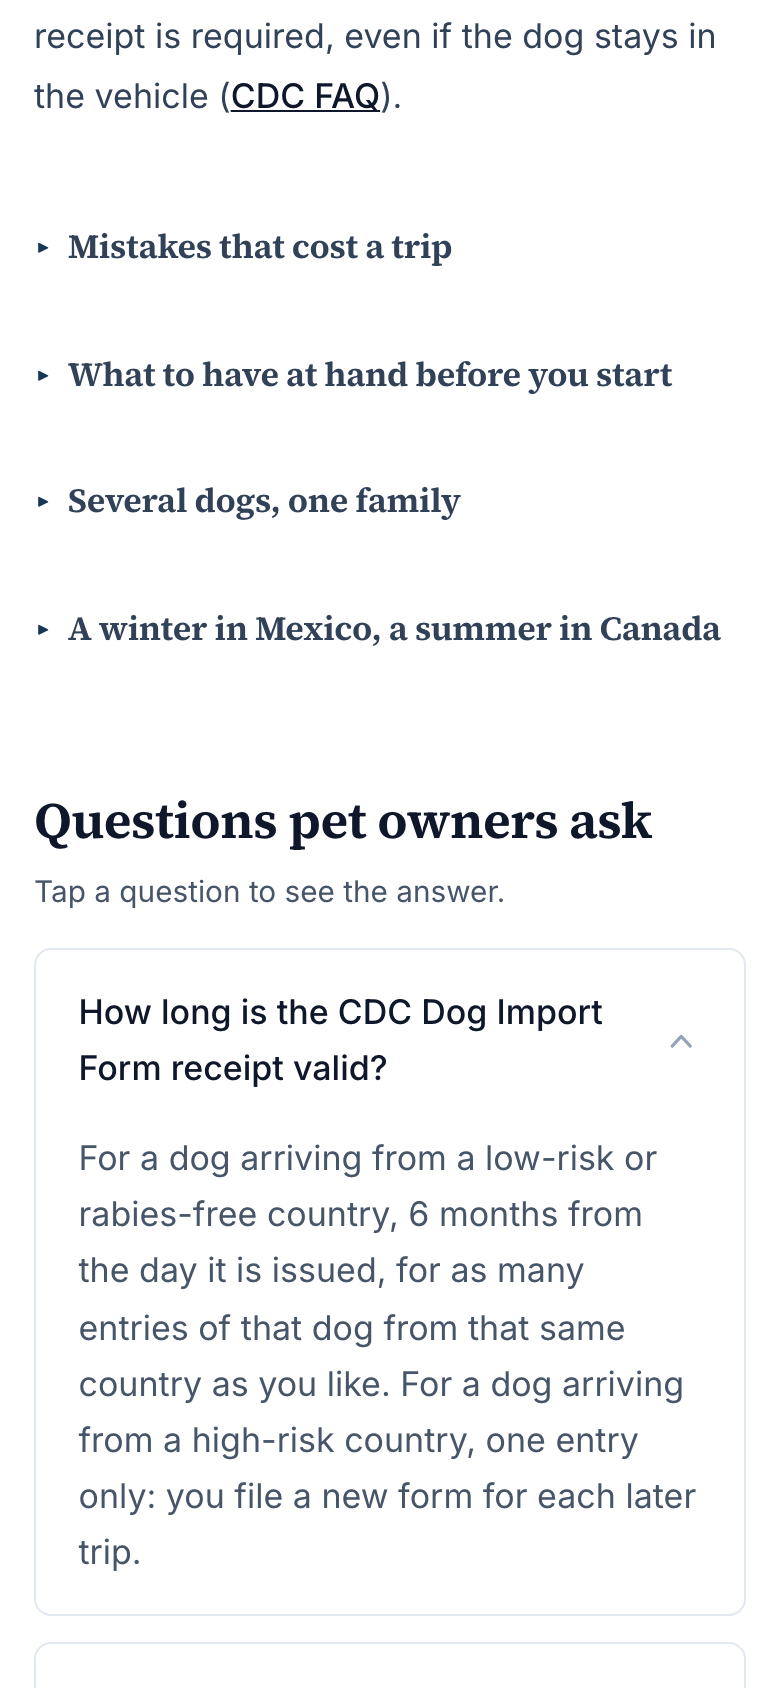 receipt is required, even if the dog stays in
the vehicle (CDC FAQ).
▸ Mistakes that cost a trip
▸ What to have at hand before you start
▸ Several dogs, one family
▸ A winter in Mexico, a summer in Canada
Questions pet owners ask
Tap a question to see the answer.
How long is the CDC Dog Import
Form receipt valid?
For a dog arriving from a low-risk or
rabies-free country, 6 months from
the day it is issued, for as many
entries of that dog from that same
country as you like. For a dog arriving
from a high-risk country, one entry
only: you file a new form for each later
trip.